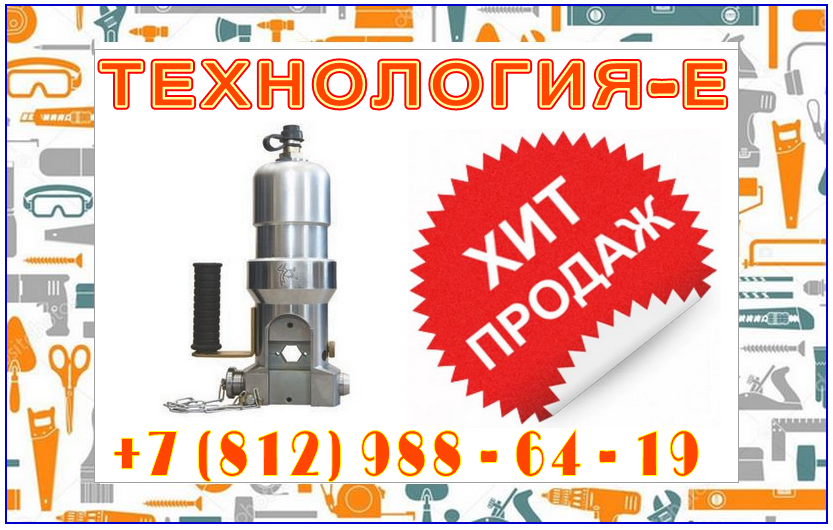 ТЕХНОЛОГИЯ-Е
ХИТ
ПРОДАЖ
+7 (812) 988 - 64 - 19